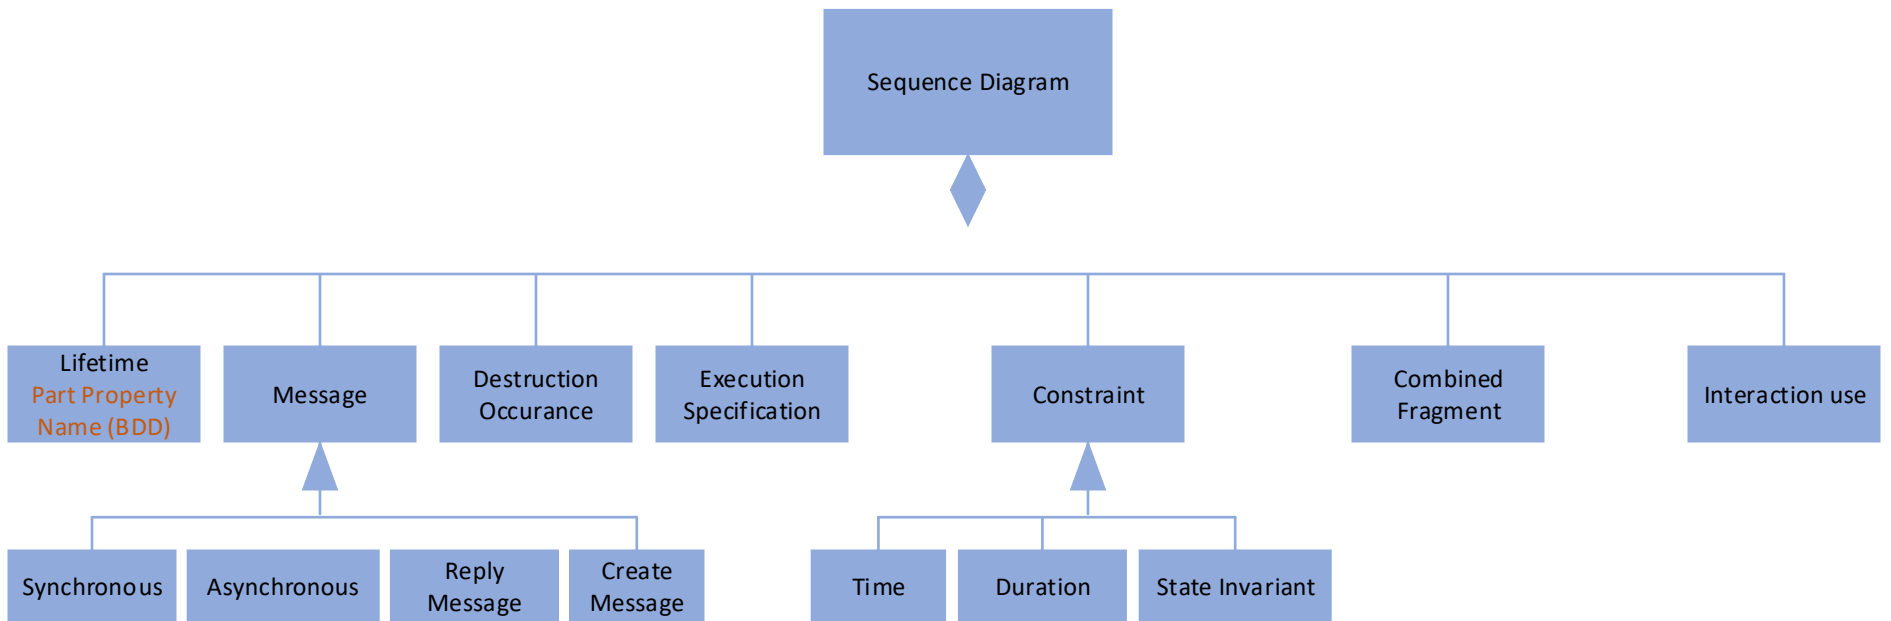 Sequence Diagram
Lifetime
Part Property
Name (BDD)
Message
Destruction
Occurance
Execution
Specification
Constraint
Combined
Fragment
Interaction use
Synchronous
Asynchronous
Reply
Message
Create
Message
Time
Duration
State Invariant